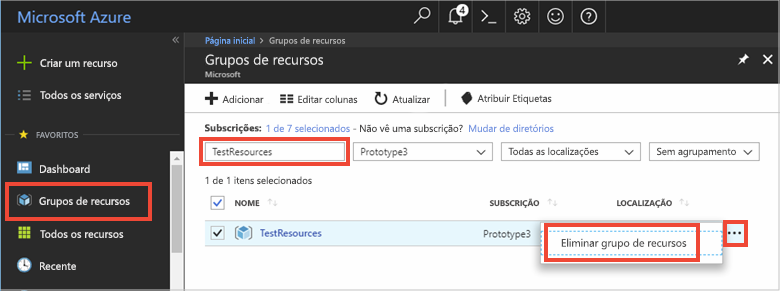 Microsoft Azure
4
Página inicial > Grupos de recursos
Criar um recurso
Todos os serviços
FAVORITOS
Dashboard
Grupos de recursos
Todos os recursos
Recente
Grupos de recursos
Microsoft
Adicionar
Editar colunas
Atualizar
Atribuir Etiquetas
Subscrições: 1 de 7 selecionados - Não vê uma subscrição? Mudar de diretórios
TestResources
Prototype3
Todas as localizações
Sem agrupamento
1 de 1 itens selecionados
NOME
SUBSCRIÇÃO
LOCALIZAÇÃO
TestResources
Prototype3
Eliminar grupo de recursos